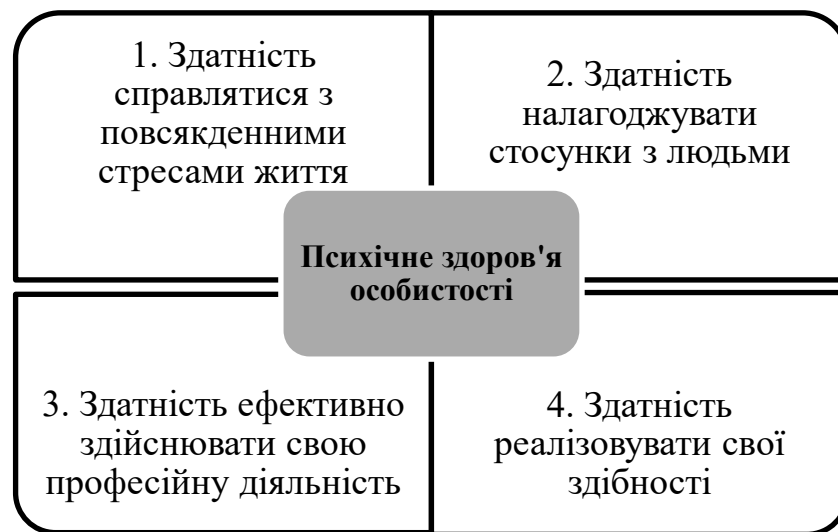 1. Здатність
справлятися з
повсякденними
стресами життя
2. Здатність
налагоджувати
стосунки з людьми
Психічне здоров'я
особистості
3. Здатність ефективно
здійснювати свою
професійну діяльність
4. Здатність
реалізовувати свої
здібності